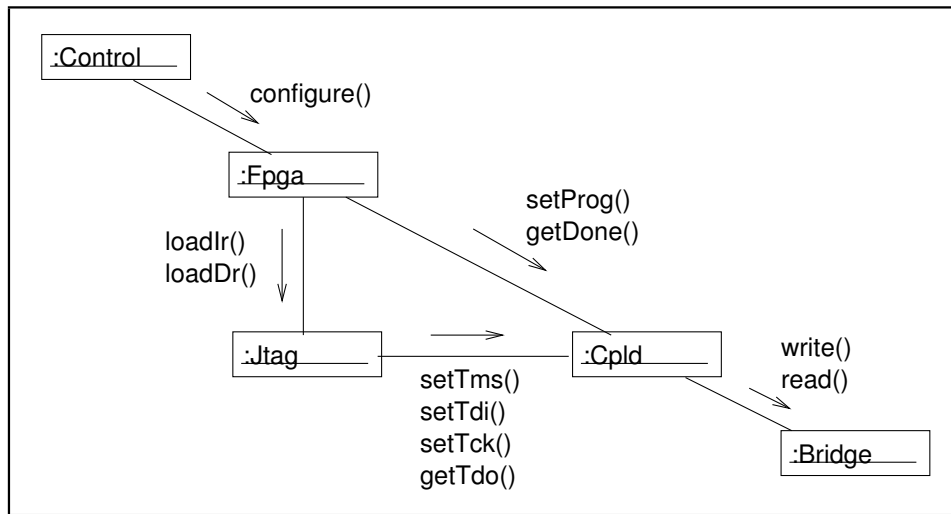 :Control
configure()
:Fpga
setProg()
getDone()
loadIr()
loadDr()
:Jtag
:Cpld
setTms()
setTdi()
setTck()
getTdo()
write()
read()
:Bridge